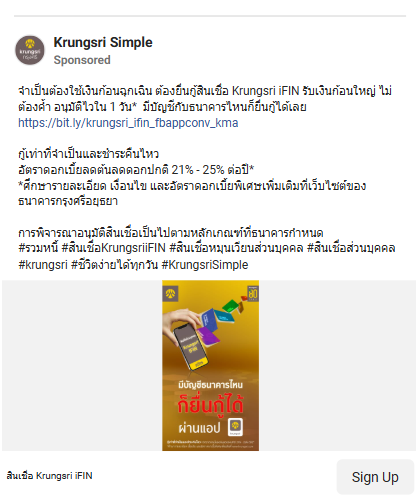 Krungsri Simple
Sponsored
krungsri
กรุงศรี
จำเป็นต้องใช้เงินก้อนฉุกเฉิน ต้องยื่นกู้สินเชื่อ Krungsri iFIN รับเงินก้อนใหญ่ ไม่
ต้องค้ำ อนุมัติไวใน 1 วัน* มีบัญชีกับธนาคารไหนก็ยื่นกู้ได้เลย
https://bit.ly/krungsri_ifin_fbappconv_kma
กู้เท่าที่จำเป็นและชำระคืนไหว
อัตราดอกเบี้ยลดต้นลดดอกปกติ 21% - 25% ต่อปี*
*ศึกษารายละเอียด เงื่อนไข และอัตราดอกเบี้ยพิเศษเพิ่มเติมที่เว็บไซต์ของ
ธนาคารกรุงศรีอยุธยา
การพิจารณาอนุมัติสินเชื่อเป็นไปตามหลักเกณฑ์ที่ธนาคารกำหนด
#รวมหนี้ #สินเชื่อKrungsriiFIN #สินเชื่อหมุนเวียนส่วนบุคคล #สินเชื่อส่วนบุคคล
#krungsri #ชีวิตง่ายได้ทุกวัน #KrungsriSimple
Krungsri
iFIN
มีบัญชีธนาคารไหน
ก็ยื่นกู้ได้
ผ่านแอป
สินเชื่อ Krungsri iFIN
Sign Up